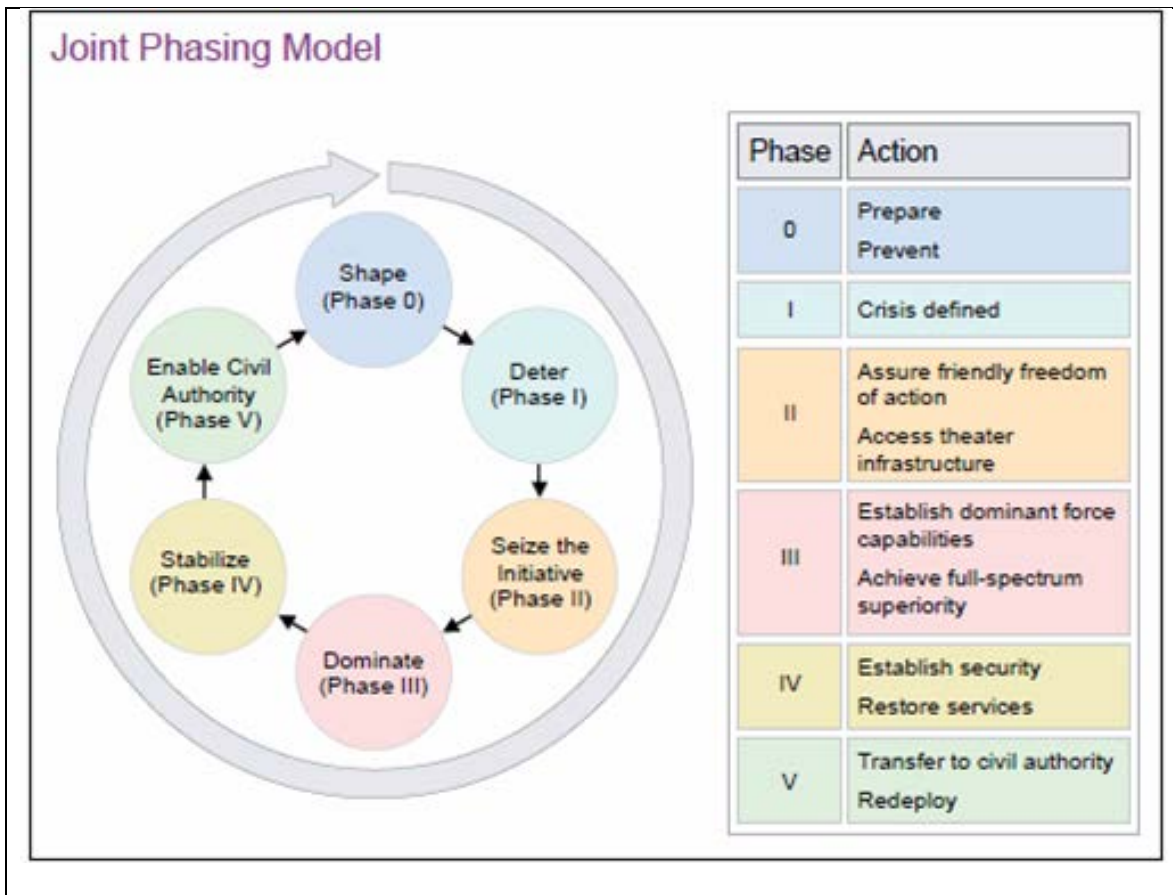 Joint Phasing Model
Shape
(Phase 0)
Deter
(Phase I)
Seize the
Initiative
(Phase II)
Dominate
(Phase III)
Stabilize
(Phase IV)
Enable Civil
Authority
(Phase V)
Phase Action
0
Prepare
Prevent
I
Crisis defined
II
Assure friendly freedom
of action
Access theater
infrastructure
III
Establish dominant force
capabilities
Achieve full-spectrum
superiority
IV
Establish security
Restore services
V
Transfer to civil authority
Redeploy